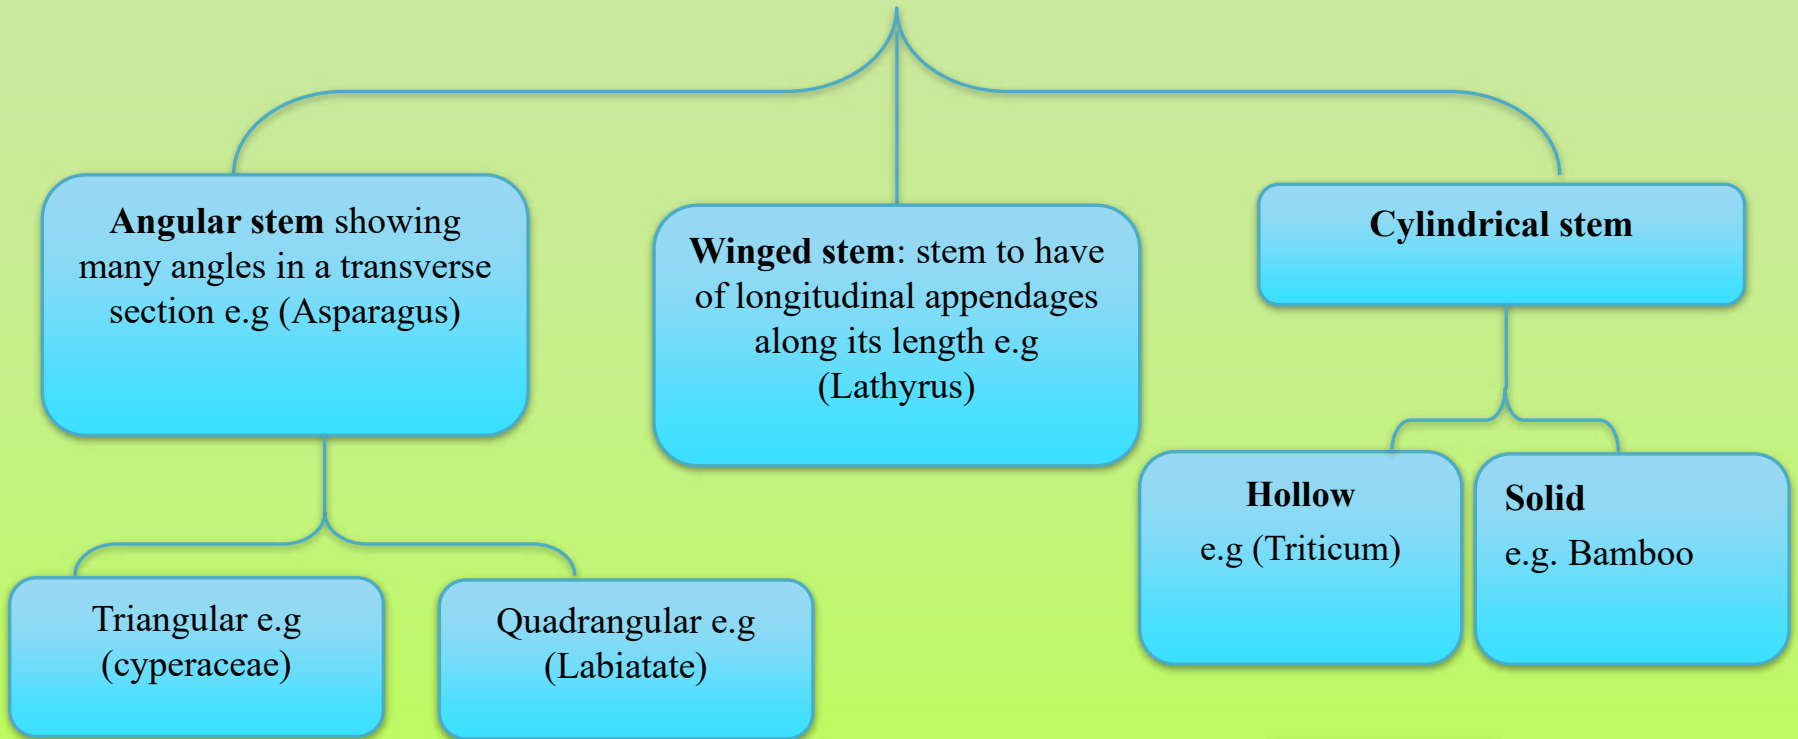 Angular stem showing
many angles in a transverse
section e.g (Asparagus)
Winged stem: stem to have
of longitudinal appendages
along its length e.g
(Lathyrus)
Cylindrical stem
Hollow
e.g (Triticum)
Solid
e.g. Bamboo
Triangular e.g
(cyperaceae)
Quadrangular e.g
(Labiatate)